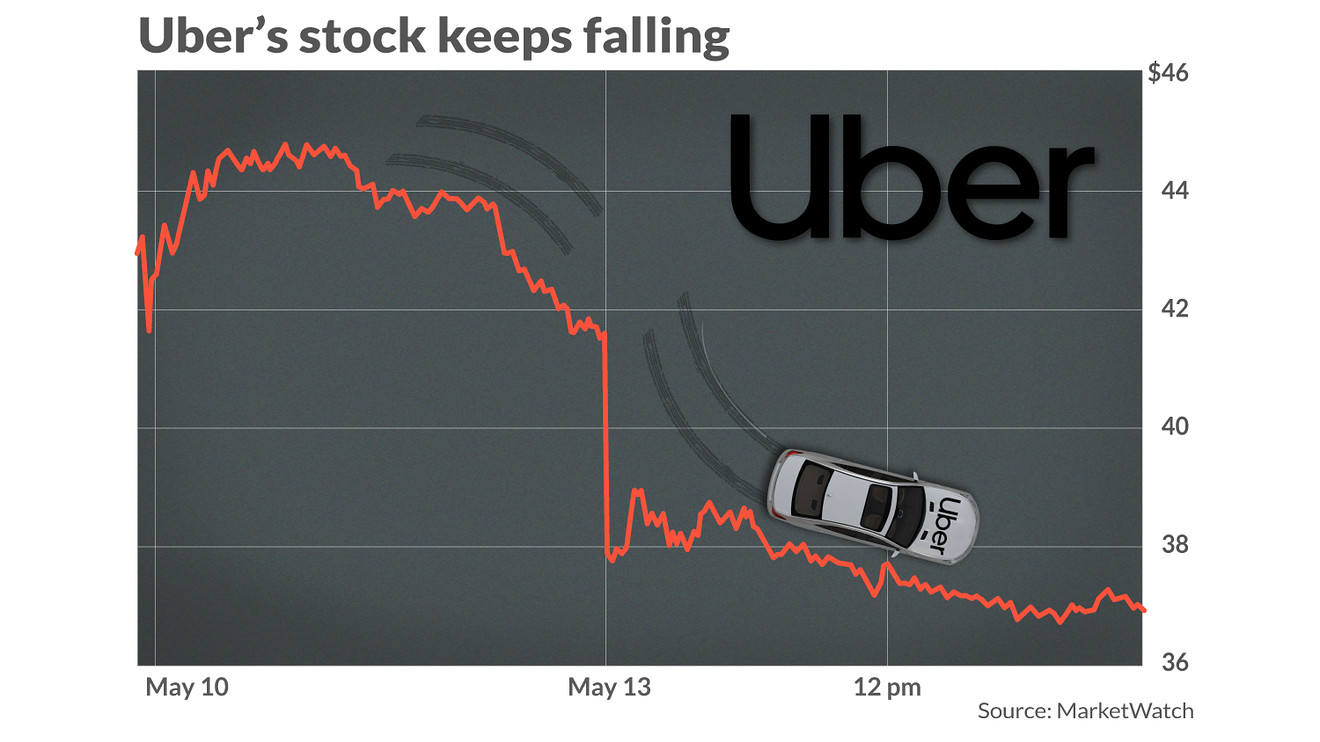 Uber’s stock keeps falling
$46
Uber
44
42
40
Uber
38
36
May 10
May 13
12 pm
Source: MarketWatch